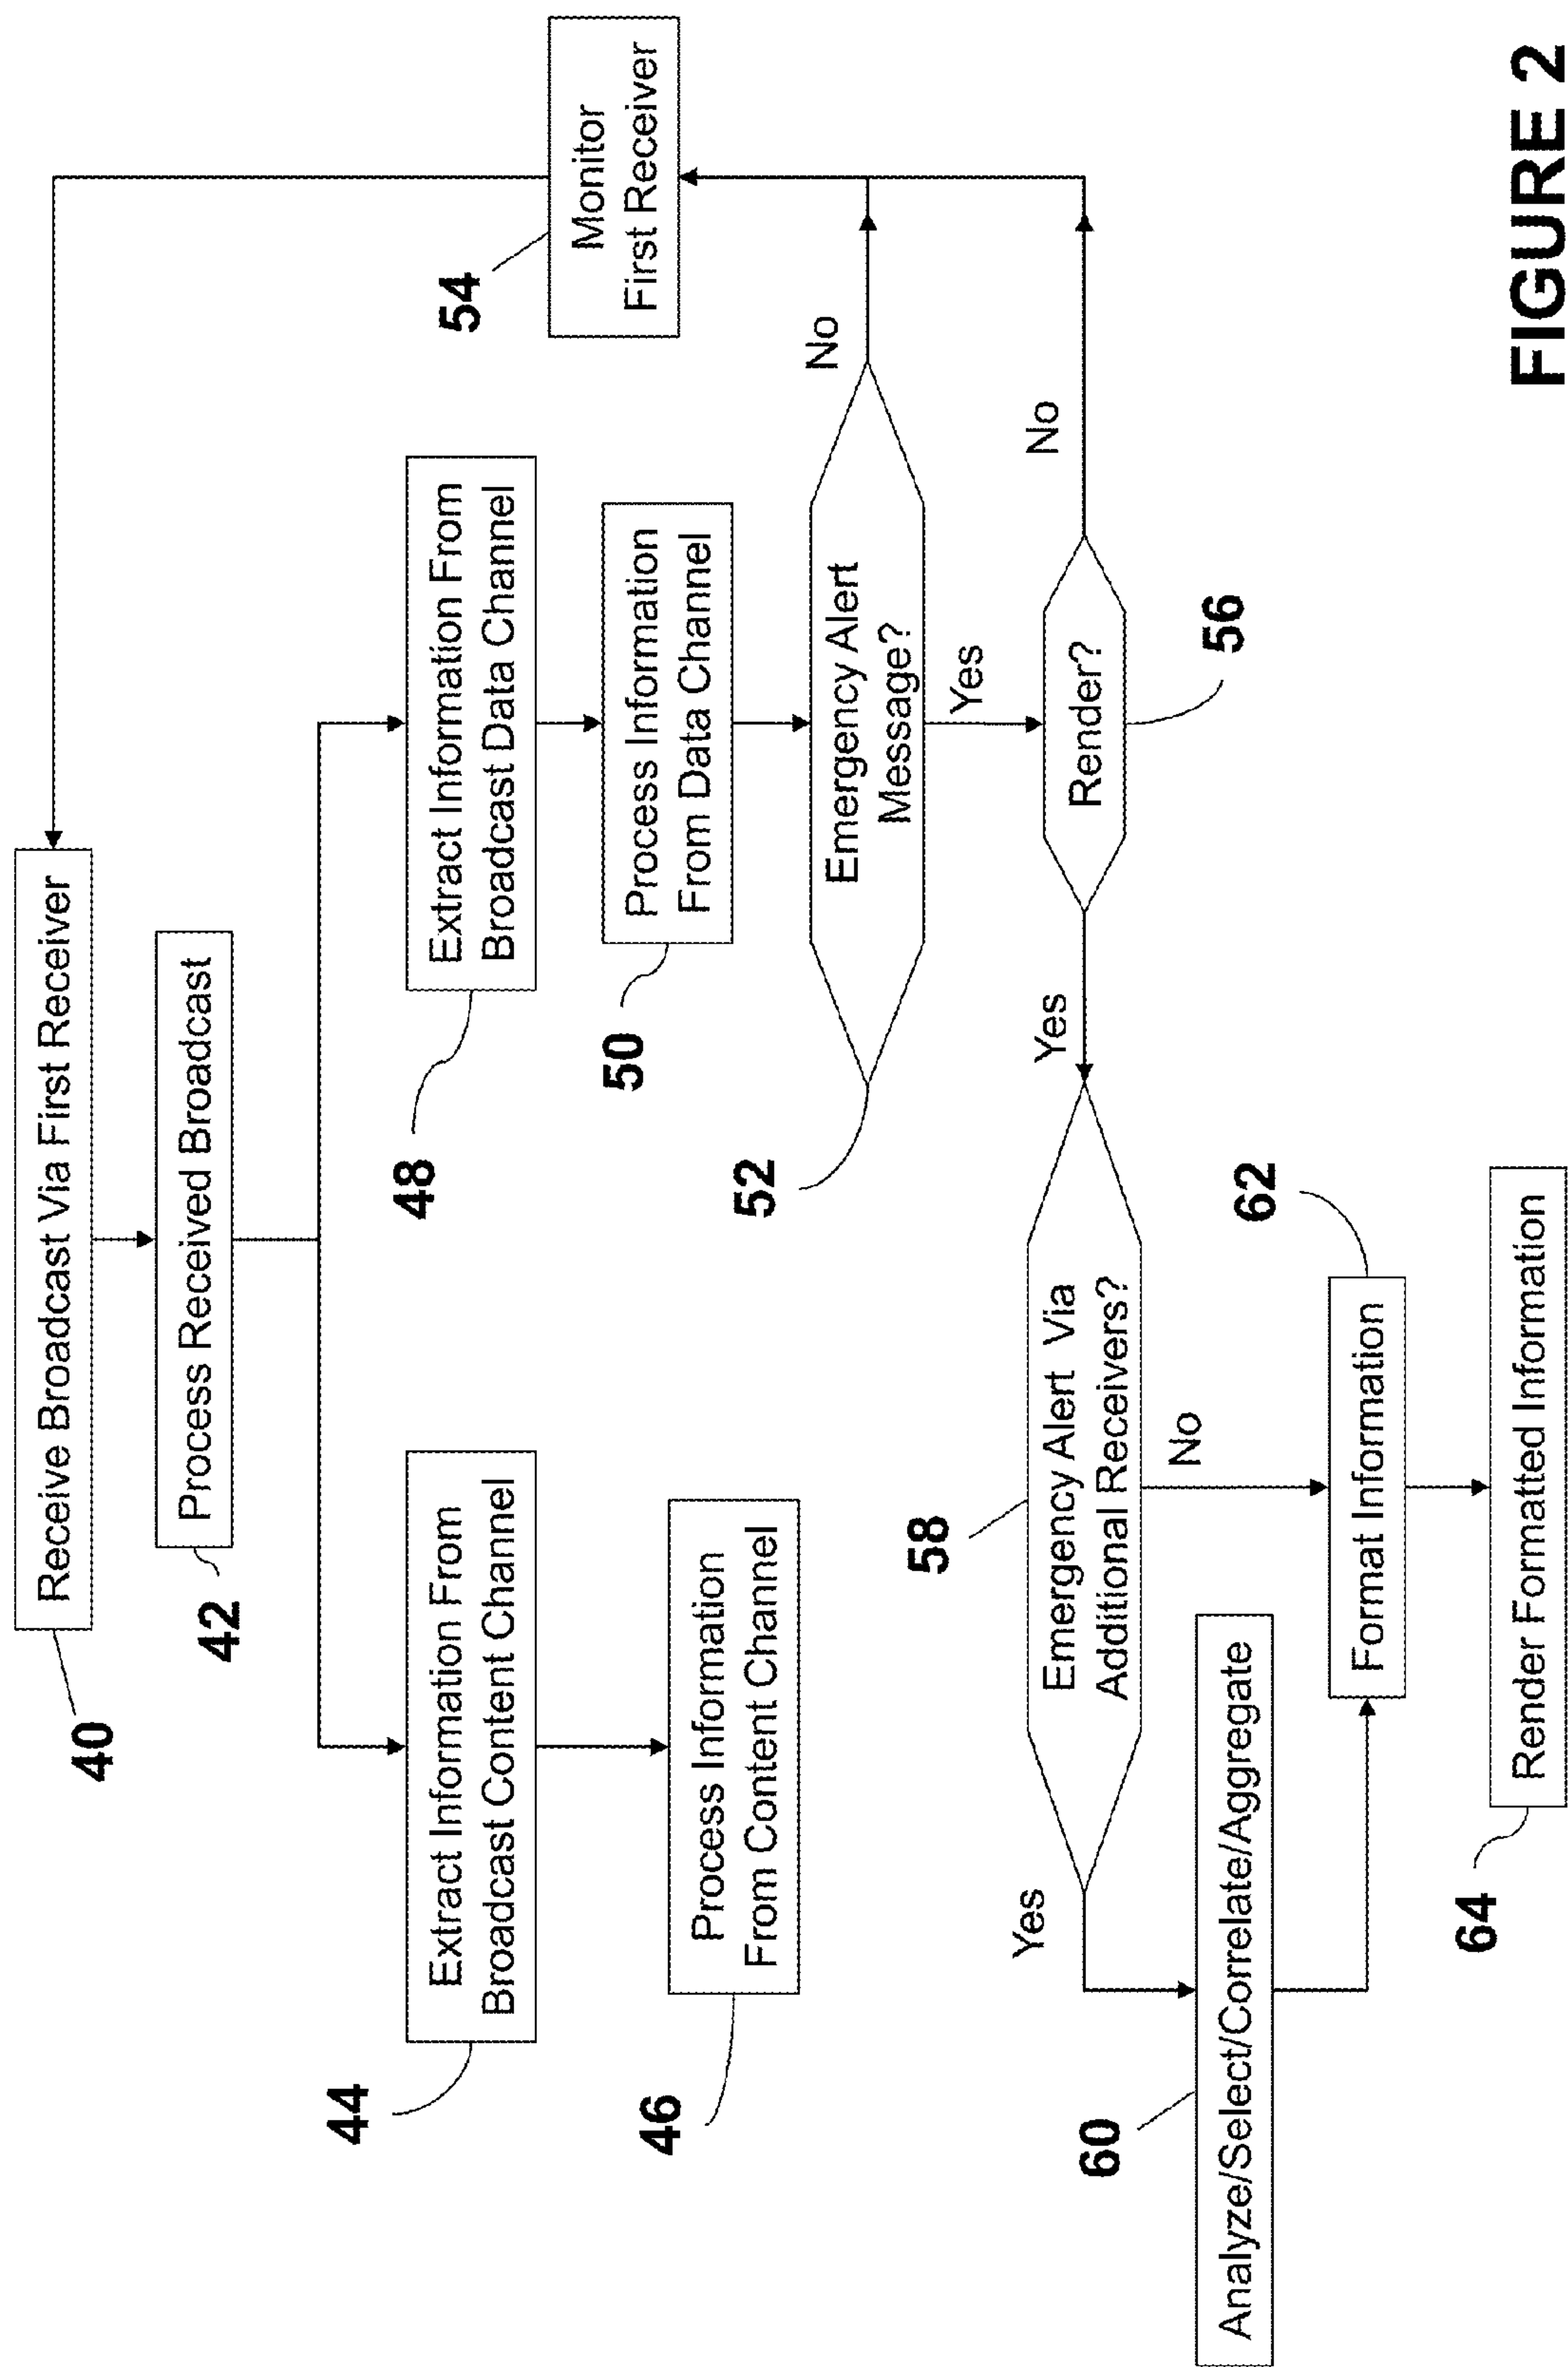 Receive Broadcast Via First Receiver
40
Process Received Broadcast
42
Extract Information From
Broadcast Content Channel
44
Process Information
From Content Channel
46
Extract Information From
Broadcast Data Channel
48
Process Information
From Data Channel
50
Emergency Alert
Message?
52
No
Yes
Monitor
First Receiver
54
Render?
56
No
Yes
Emergency Alert Via
Additional Receivers?
58
Yes
No
Analyze/Select/Correlate/Aggregate
60
Format Information
62
Render Formatted Information
64
FIGURE 2